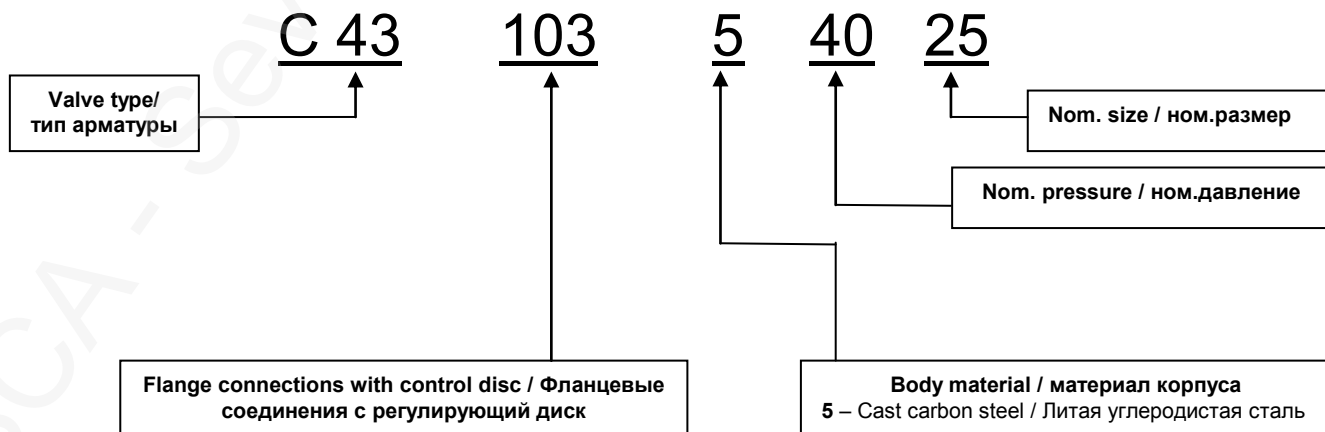 C 43 103 5 40 25
Valve type/
тип арматуры
Nom. size / ном.размер
Nom. pressure / ном.давление
Flange connections with control disc / Фланцевые
соединения с регулирующий диск
Body material / материал корпуса
5 – Cast carbon steel / Литая углеродистая сталь